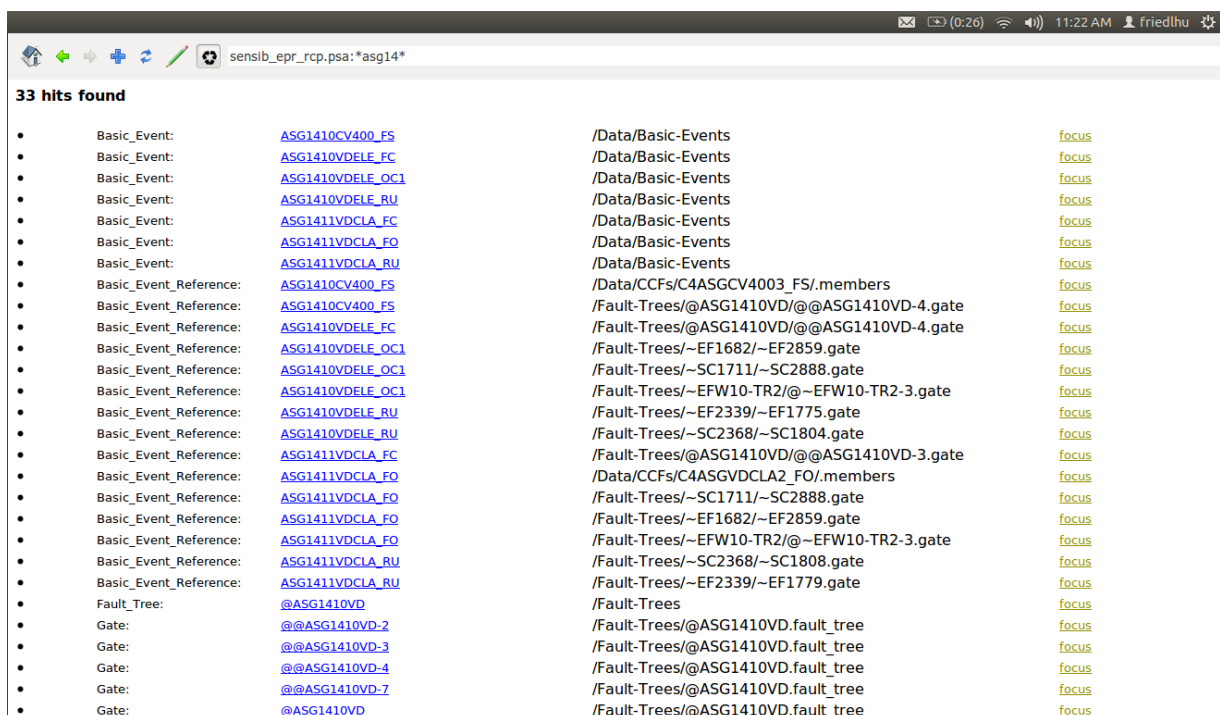 (0:26) 11:22 AM friedlhu
sensib_epr_rcp.psa:*asg14*
33 hits found
Basic_Event: ASG1410CV400_FS /Data/Basic-Events focus
Basic_Event: ASG1410VDELE_FC /Data/Basic-Events focus
Basic_Event: ASG1410VDELE_OC1 /Data/Basic-Events focus
Basic_Event: ASG1410VDELE_RU /Data/Basic-Events focus
Basic_Event: ASG1411VDCLA_FC /Data/Basic-Events focus
Basic_Event: ASG1411VDCLA_FO /Data/Basic-Events focus
Basic_Event: ASG1411VDCLA_RU /Data/Basic-Events focus
Basic_Event_Reference: ASG1410CV400_FS /Data/CCFs/C4ASGCV4003_FS/.members focus
Basic_Event_Reference: ASG1410CV400_FS /Fault-Trees/@ASG1410VD/@@ASG1410VD-4.gate focus
Basic_Event_Reference: ASG1410VDELE_FC /Fault-Trees/@ASG1410VD/@@ASG1410VD-4.gate focus
Basic_Event_Reference: ASG1410VDELE_OC1 /Fault-Trees/~EF1682/~EF2859.gate focus
Basic_Event_Reference: ASG1410VDELE_OC1 /Fault-Trees/~SC1711/~SC2888.gate focus
Basic_Event_Reference: ASG1410VDELE_OC1 /Fault-Trees/~EFW10-TR2/@~EFW10-TR2-3.gate focus
Basic_Event_Reference: ASG1410VDELE_RU /Fault-Trees/~EF2339/~EF1775.gate focus
Basic_Event_Reference: ASG1410VDELE_RU /Fault-Trees/~SC2368/~SC1804.gate focus
Basic_Event_Reference: ASG1411VDCLA_FC /Fault-Trees/@ASG1410VD/@@ASG1410VD-3.gate focus
Basic_Event_Reference: ASG1411VDCLA_FO /Data/CCFs/C4ASGVDCLA2_FO/.members focus
Basic_Event_Reference: ASG1411VDCLA_FO /Fault-Trees/~SC1711/~SC2888.gate focus
Basic_Event_Reference: ASG1411VDCLA_FO /Fault-Trees/~EF1682/~EF2859.gate focus
Basic_Event_Reference: ASG1411VDCLA_FO /Fault-Trees/~EFW10-TR2/@~EFW10-TR2-3.gate focus
Basic_Event_Reference: ASG1411VDCLA_RU /Fault-Trees/~SC2368/~SC1808.gate focus
Basic_Event_Reference: ASG1411VDCLA_RU /Fault-Trees/~EF2339/~EF1779.gate focus
Fault_Tree: @ASG1410VD /Fault-Trees focus
Gate: @@ASG1410VD-2 /Fault-Trees/@ASG1410VD.fault_tree focus
Gate: @@ASG1410VD-3 /Fault-Trees/@ASG1410VD.fault_tree focus
Gate: @@ASG1410VD-4 /Fault-Trees/@ASG1410VD.fault_tree focus
Gate: @@ASG1410VD-7 /Fault-Trees/@ASG1410VD.fault_tree focus
Gate: @ASG1410VD /Fault-Trees/@ASG1410VD.fault_tree focus